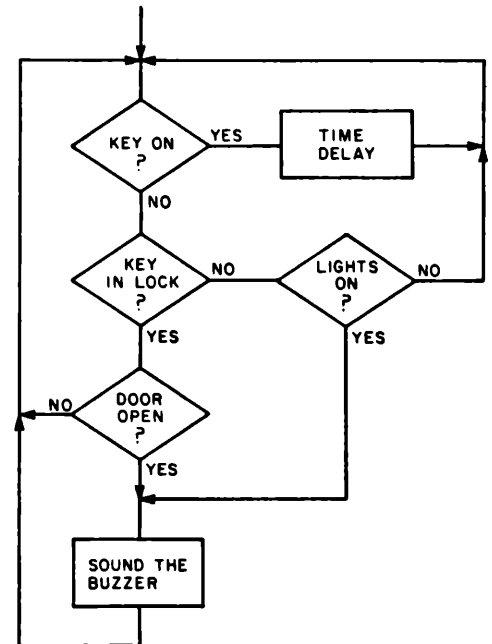 KEY ON
?
YES
TIME
DELAY
NO
KEY
IN LOCK
?
NO
LIGHTS
ON
?
NO
YES
YES
DOOR
OPEN
?
NO
YES
SOUND THE
BUZZER